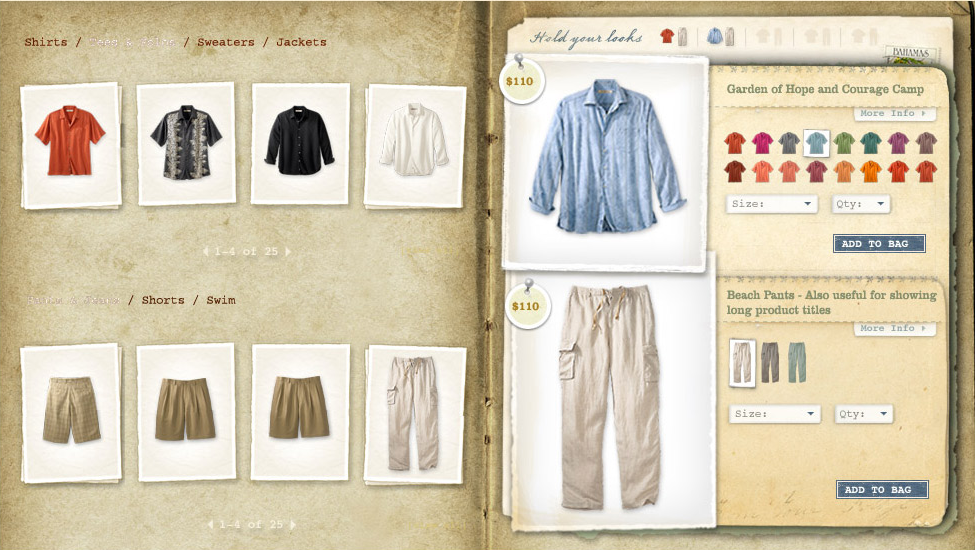 Shirts / Tees & Polos / Sweaters / Jackets
1-4 of 25
Pants & Jeans / Shorts / Swim
1-4 of 25
Hold your looks
BAHAMAS
$110
Garden of Hope and Courage Camp
More Info
Size:
Qty:
ADD TO BAG
$110
Beach Pants - Also useful for showing
long product titles
More Info
Size:
Qty:
ADD TO BAG